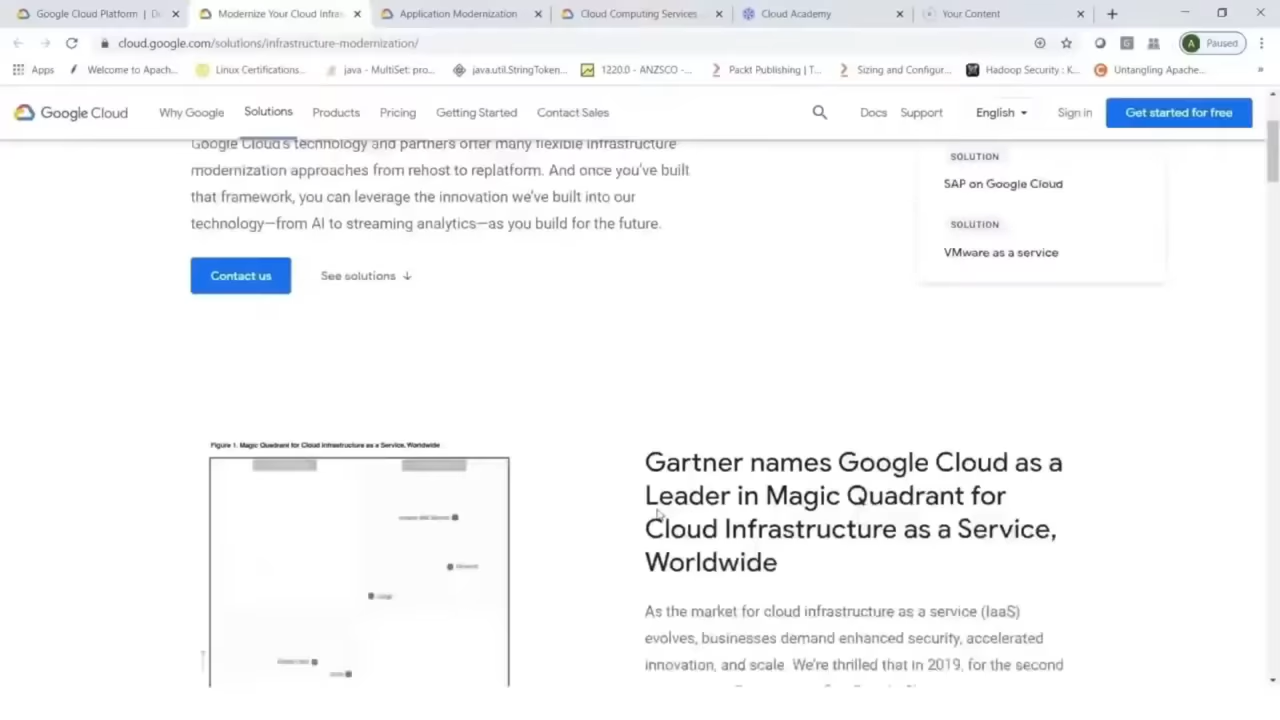 Google Cloud Platform | D
Modernize Your Cloud Infra
Application Modernization
Cloud Computing Services
Cloud Academy
Your Content
cloud.google.com/solutions/infrastructure-modernization/
A Paused
Apps
Welcome to Apach...
Linux Certifications...
java - MultiSet: pro...
java.util.StringToken...
1220.0 - ANZSCO -...
Packt Publishing | T...
Sizing and Configur...
Hadoop Security : K...
Untangling Apache...
»
Google Cloud
Why Google
Solutions
Products
Pricing
Getting Started
Contact Sales
Docs
Support
English
Sign in
Get started for free
Google Cloud's technology and partners offer many flexible infrastructure
modernization approaches from rehost to replatform. And once you've built
that framework, you can leverage the innovation we've built into our
technology—from AI to streaming analytics—as you build for the future.
Contact us
See solutions ↓
SOLUTION
SAP on Google Cloud
SOLUTION
VMware as a service
Figure 1. Magic Quadrant for Cloud Infrastructure as a Service, Worldwide
Gartner names Google Cloud as a
Leader in Magic Quadrant for
Cloud Infrastructure as a Service,
Worldwide
As the market for cloud infrastructure as a service (IaaS)
evolves, businesses demand enhanced security, accelerated
innovation, and scale. We're thrilled that in 2019, for the second